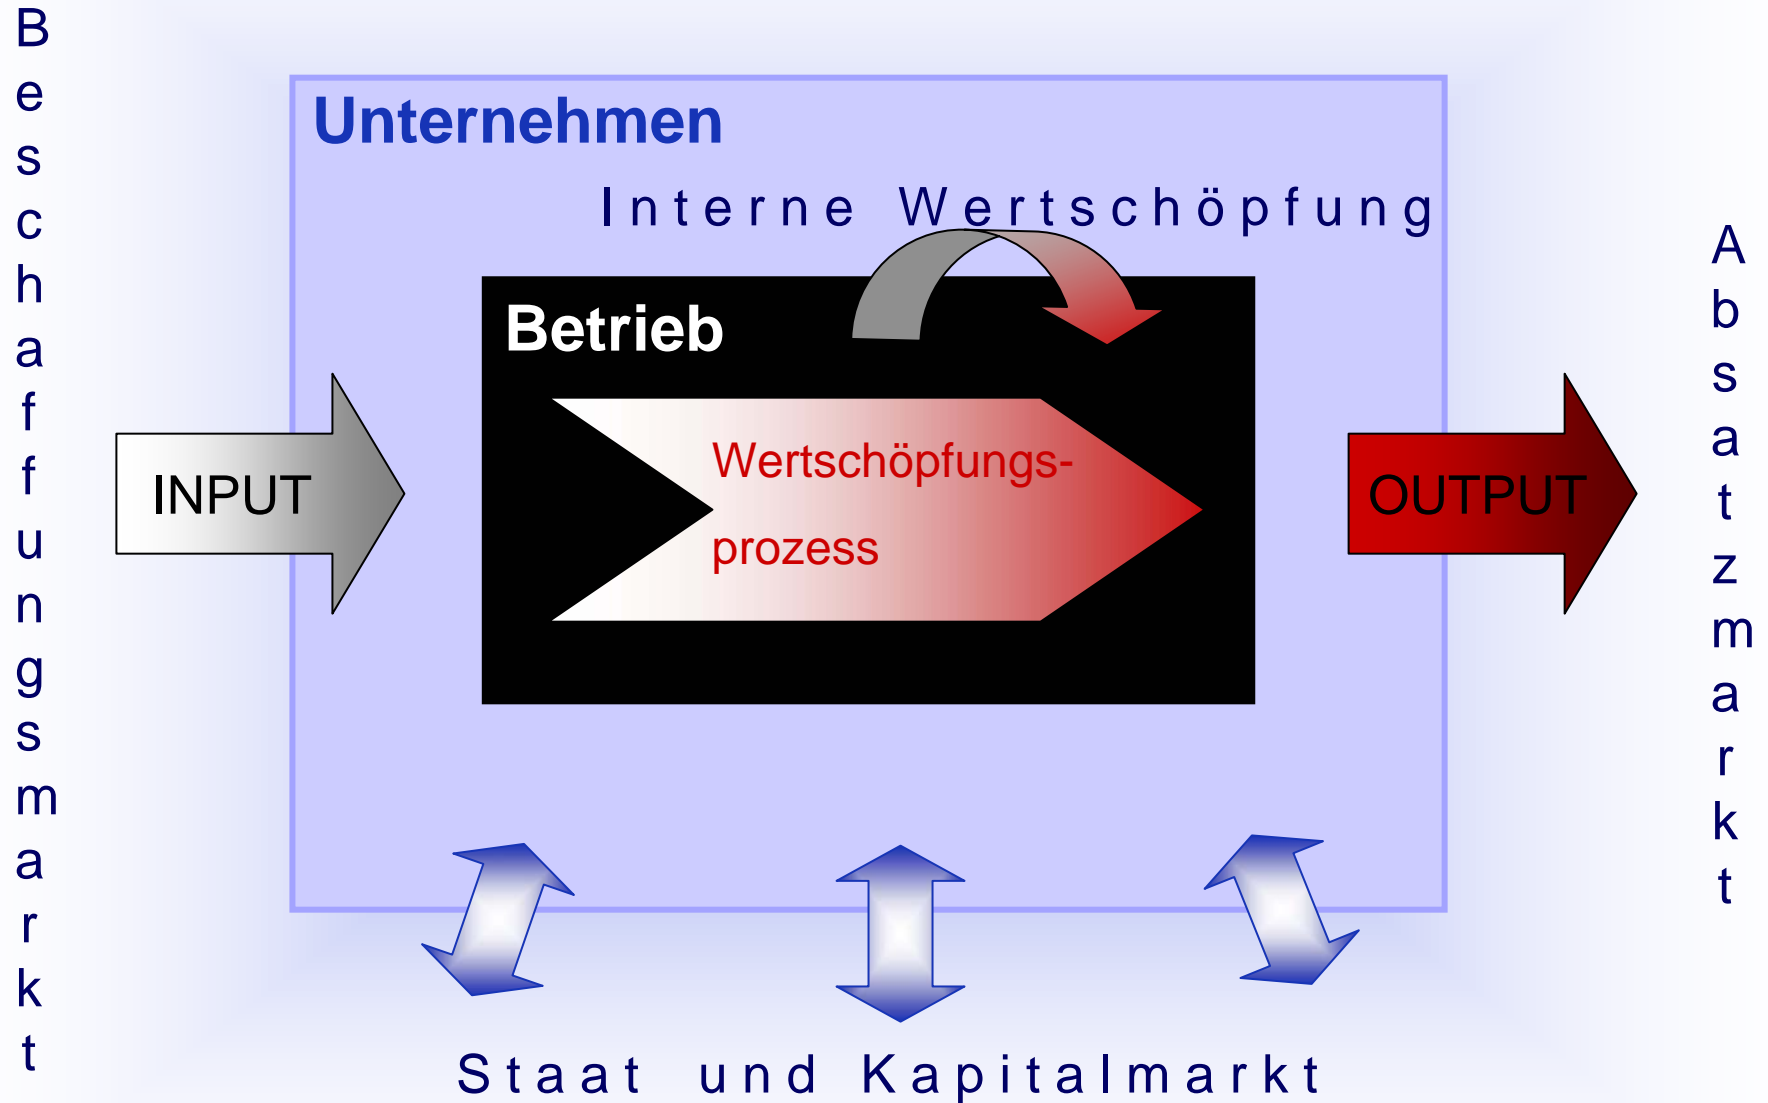 Beschaffungsmarkt
Unternehmen
Interne Wertschöpfung
Betrieb
Wertschöpfungs-
prozess
INPUT
OUTPUT
Absatzmarkt
Staat und Kapitalmarkt